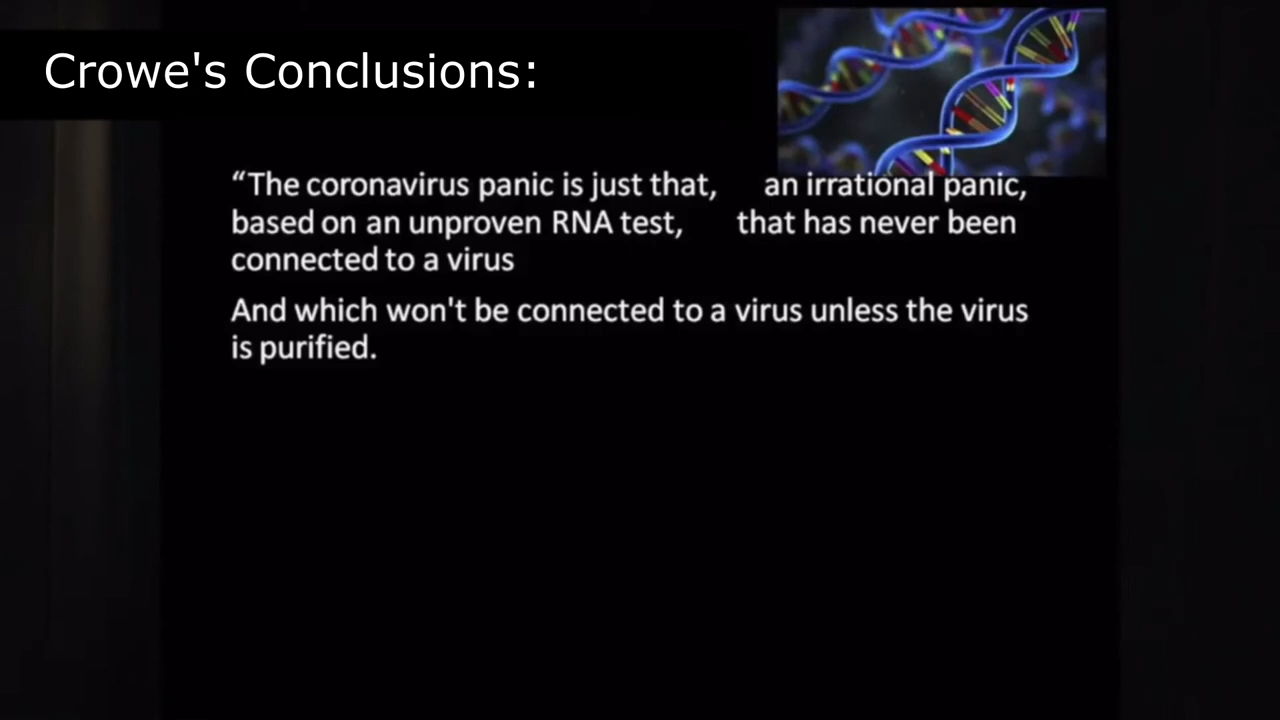 Crowe's Conclusions:
“The coronavirus panic is just that, an irrational panic,
based on an unproven RNA test, that has never been
connected to a virus
And which won't be connected to a virus unless the virus
is purified.